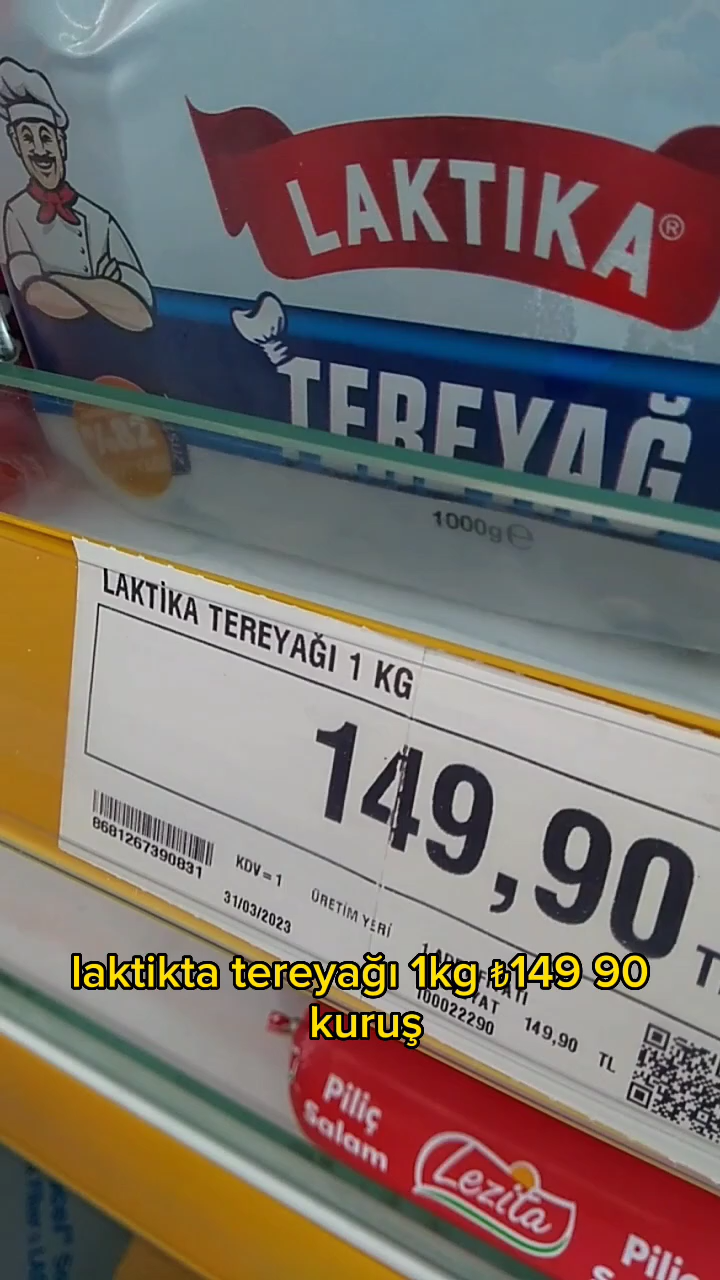 LAKTIKA®
TEREYAĞ
%82
1000g ℮
LAKTİKA TEREYAĞI 1 KG
149,90
8681267390831
KDV = 1
31/03/2023
ÜRETİM YERİ
100022290
149,90 TL
laktikta tereyağı 1kg ₺149 90
kuruş
Piliç
Salam
Lezita